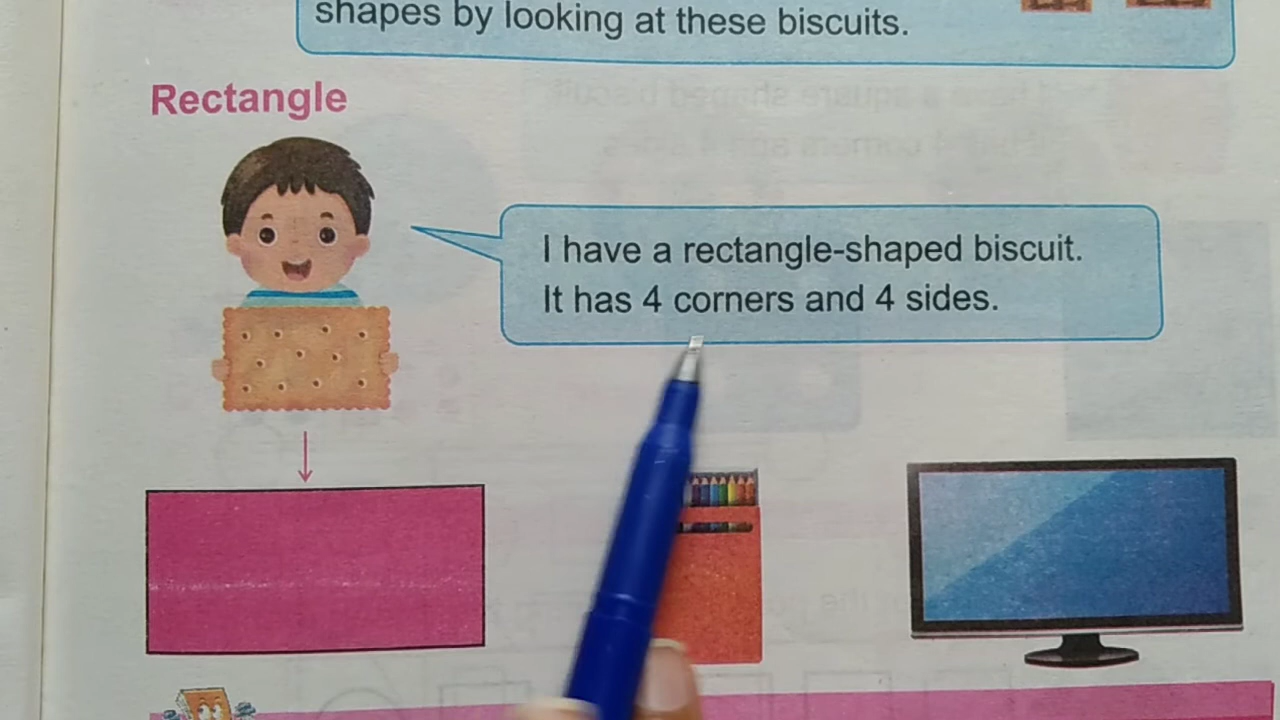 shapes by looking at these biscuits.
Rectangle
I have a rectangle-shaped biscuit.
It has 4 corners and 4 sides.